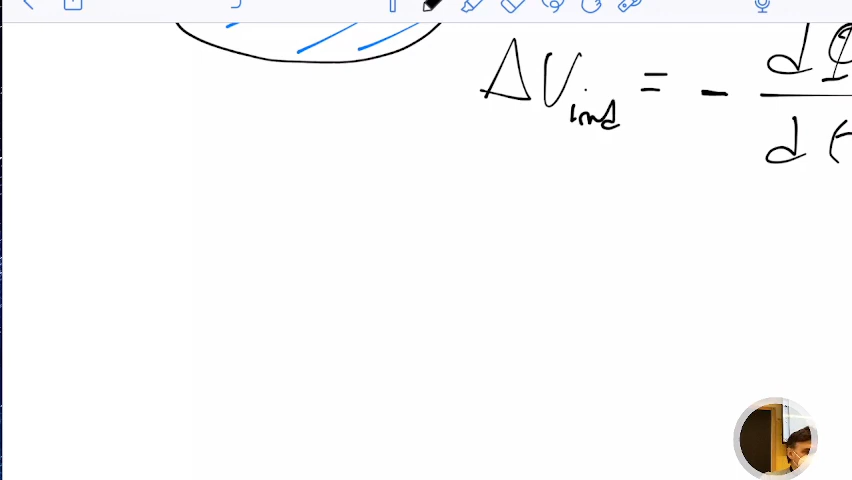 ΔV_ind = - dΦ/dt